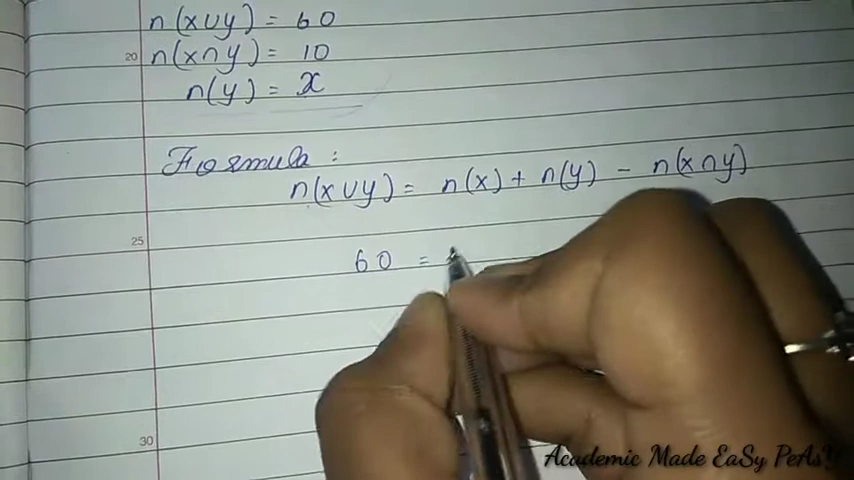 n(x∪y) = 60
20 n(x∩y) = 10
n(y) = x
Formula :
n(x∪y) = n(x) + n(y) - n(x∩y)
25
60 =
30
Academic Made EaSy PeAsY